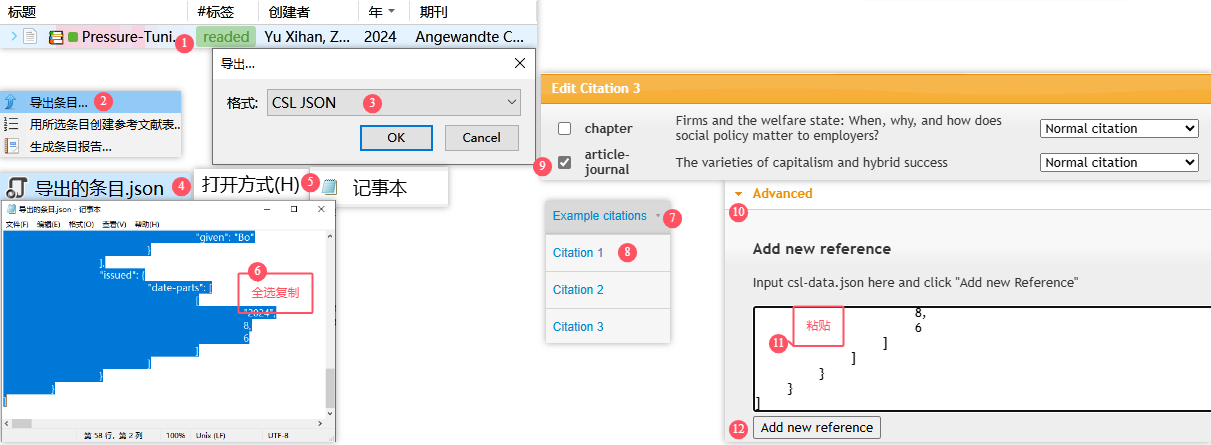 标题 #标签 创建者 年 期刊
Pressure-Tuni... 1 readed Yu Xihan, Z... 2024 Angewandte C...
导出...
格式: CSL JSON 3
OK Cancel
导出条目... 2
用所选条目创建参考文献表..
生成条目报告...
导出的条目.json 4
打开方式(H) 5 记事本
导出的条目.json - 记事本
文件(F) 编辑(E) 格式(O) 查看(V) 帮助(H)
"given": "Bo"
}
],
"issued": {
"date-parts": [
[
"2024",
8,
6
]
]
}
}
]
6
全选复制
第 58 行，第 2 列 100% Unix (LF) UTF-8
Edit Citation 3
chapter Firms and the welfare state: When, why, and how does social policy matter to employers? Normal citation
9 article-journal The varieties of capitalism and hybrid success Normal citation
Example citations 7
Citation 1 8
Citation 2
Citation 3
Advanced
10
Add new reference
Input csl-data.json here and click "Add new Reference"
8,
6
]
]
}
}
]
粘贴
11
12 Add new reference